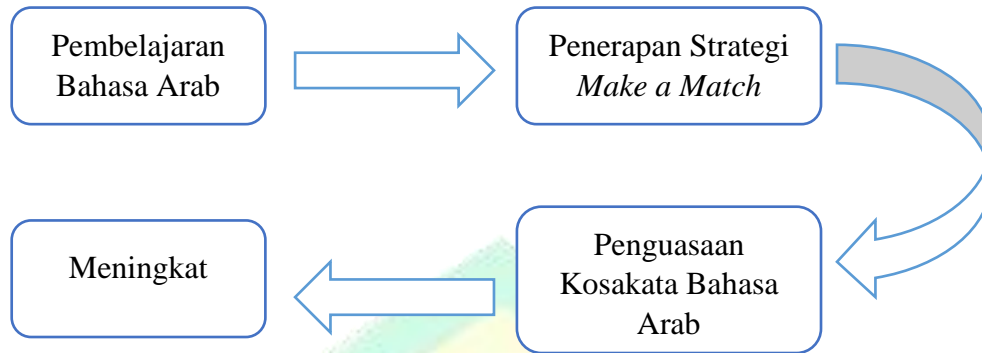 Pembelajaran
Bahasa Arab
Penerapan Strategi
Make a Match
Penguasaan
Kosakata Bahasa
Arab
Meningkat